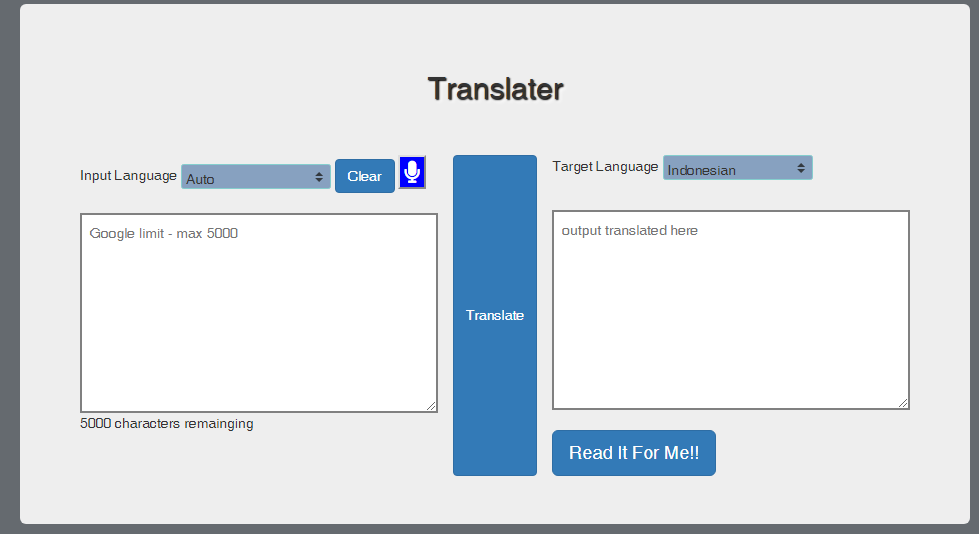 Translater
Input Language Auto Clear
Google limit - max 5000
5000 characters remainging
Translate
Target Language Indonesian
output translated here
Read It For Me!!